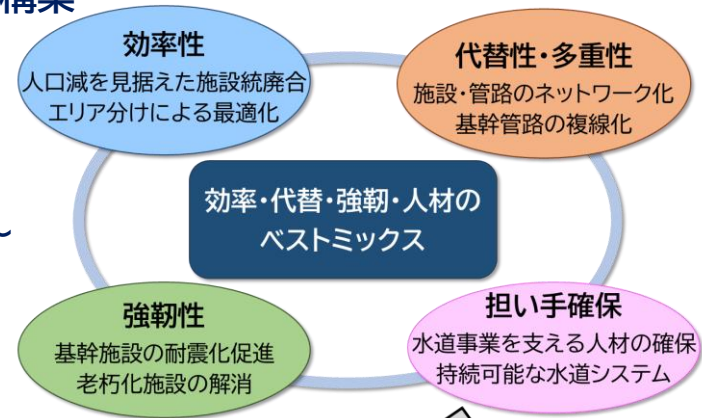 構築
効率性
人口減を見据えた施設統廃合
エリア分けによる最適化
代替性・多重性
施設・管路のネットワーク化
基幹管路の複線化
効率・代替・強靭・人材の
ベストミックス
し
強靭性
基幹施設の耐震化促進
老朽化施設の解消
担い手確保
水道事業を支える人材の確保
持続可能な水道システム